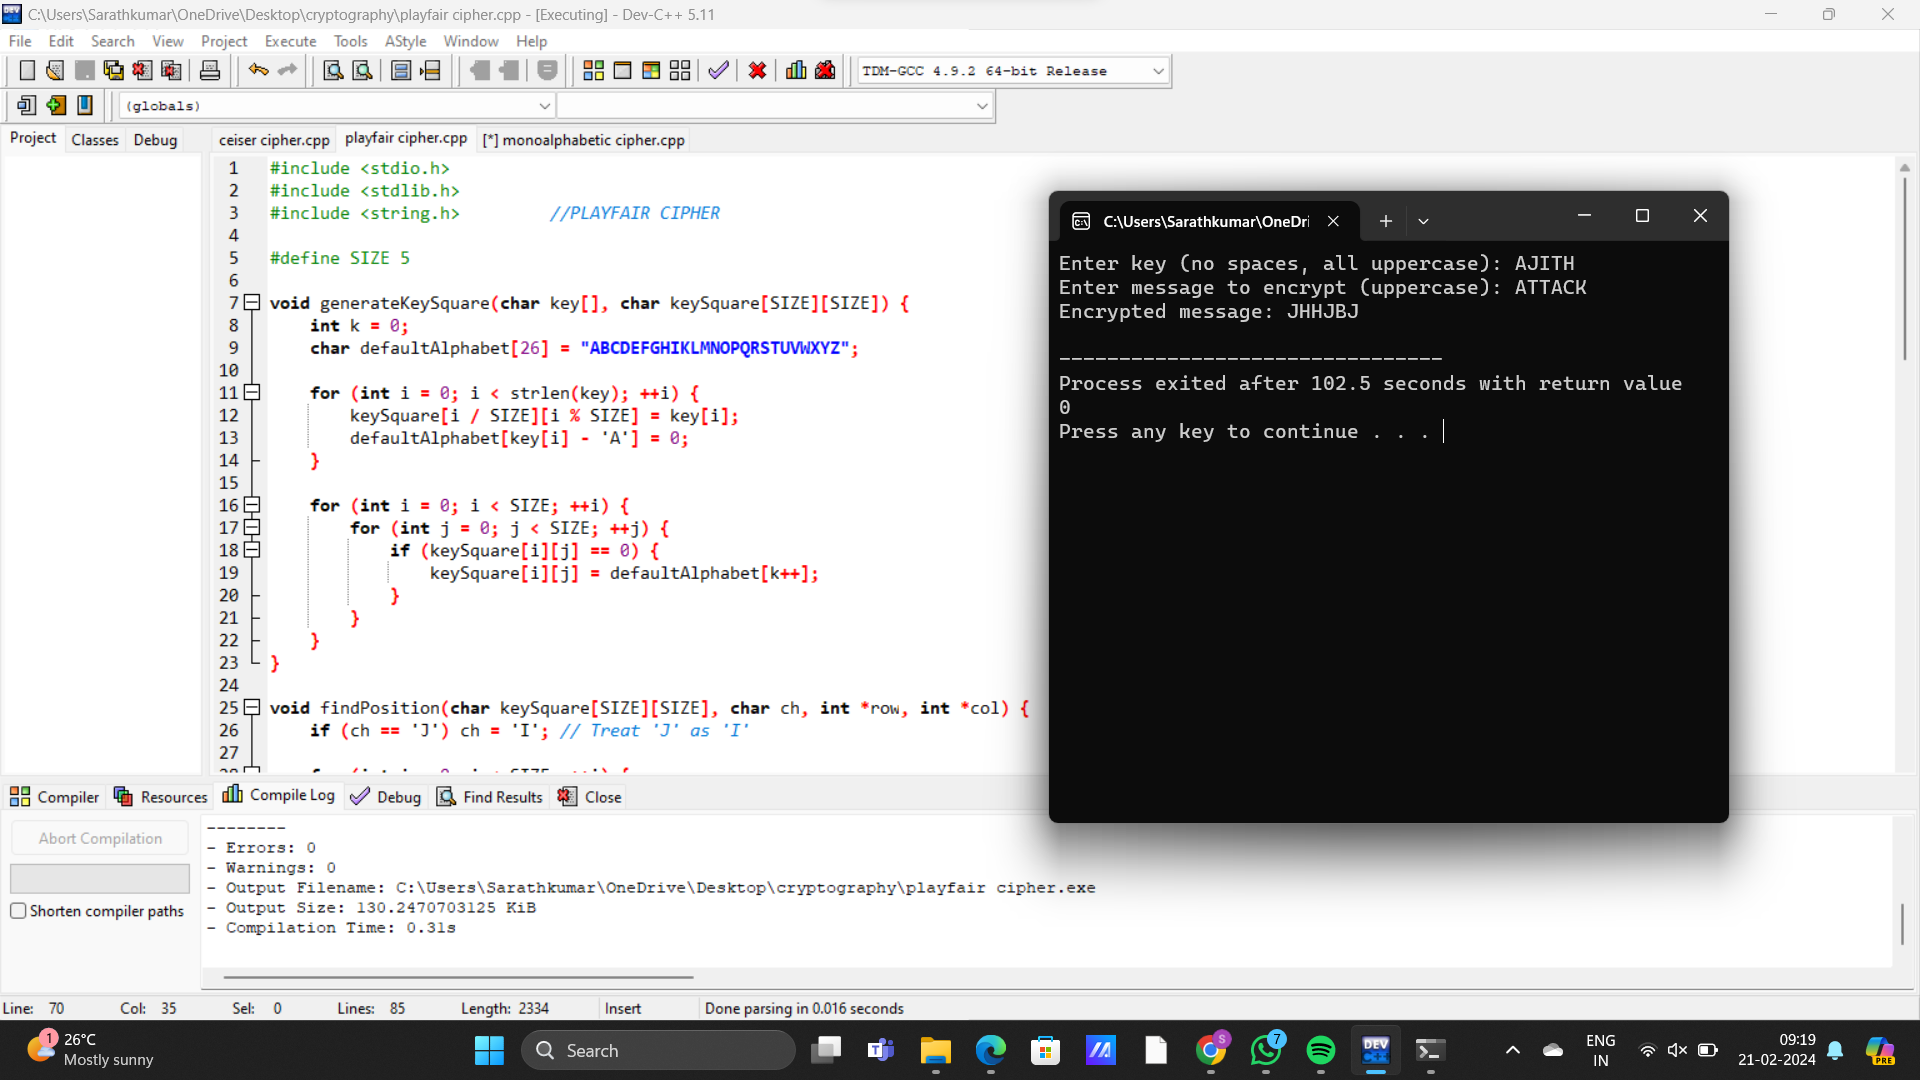 C:\Users\Sarathkumar\OneDrive\Desktop\cryptography\playfair cipher.cpp - [Executing] - Dev-C++ 5.11
File Edit Search View Project Execute Tools AStyle Window Help
TDM-GCC 4.9.2 64-bit Release
(globals)
Project Classes Debug
ceiser cipher.cpp playfair cipher.cpp [*] monoalphabetic cipher.cpp
1 #include <stdio.h>
2 #include <stdlib.h>
3 #include <string.h> //PLAYFAIR CIPHER
4
5 #define SIZE 5
6
7 void generateKeySquare(char key[], char keySquare[SIZE][SIZE]) {
8 int k = 0;
9 char defaultAlphabet[26] = "ABCDEFGHIKLMNOPQRSTUVWXYZ";
10
11 for (int i = 0; i < strlen(key); ++i) {
12 keySquare[i / SIZE][i % SIZE] = key[i];
13 defaultAlphabet[key[i] - 'A'] = 0;
14 }
15
16 for (int i = 0; i < SIZE; ++i) {
17 for (int j = 0; j < SIZE; ++j) {
18 if (keySquare[i][j] == 0) {
19 keySquare[i][j] = defaultAlphabet[k++];
20 }
21 }
22 }
23 }
24
25 void findPosition(char keySquare[SIZE][SIZE], char ch, int *row, int *col) {
26 if (ch == 'J') ch = 'I'; // Treat 'J' as 'I'
27
C:\Users\Sarathkumar\OneDri
Enter key (no spaces, all uppercase): AJITH
Enter message to encrypt (uppercase): ATTACK
Encrypted message: JHHJBJ
--------------------------------
Process exited after 102.5 seconds with return value
0
Press any key to continue . . .
Compiler Resources Compile Log Debug Find Results Close
Abort Compilation
Shorten compiler paths
--------
- Errors: 0
- Warnings: 0
- Output Filename: C:\Users\Sarathkumar\OneDrive\Desktop\cryptography\playfair cipher.exe
- Output Size: 130.2470703125 KiB
- Compilation Time: 0.31s
Line: 70 Col: 35 Sel: 0 Lines: 85 Length: 2334 Insert Done parsing in 0.016 seconds
1
26°C
Mostly sunny
Search
S
7
DEV
C++
ENG
IN
09:19
21-02-2024
PRE